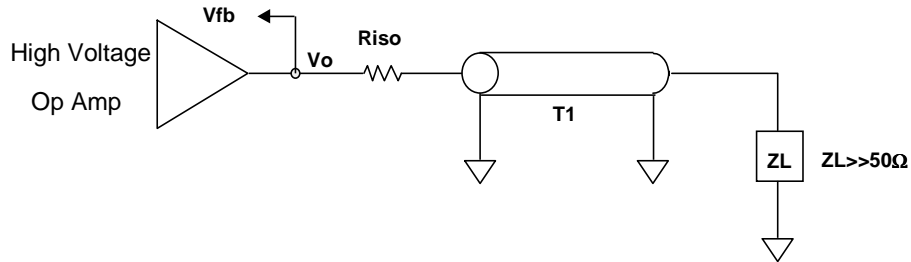 Vfb
High Voltage
Op Amp
Vo
Riso
T1
ZL
ZL>>50Ω